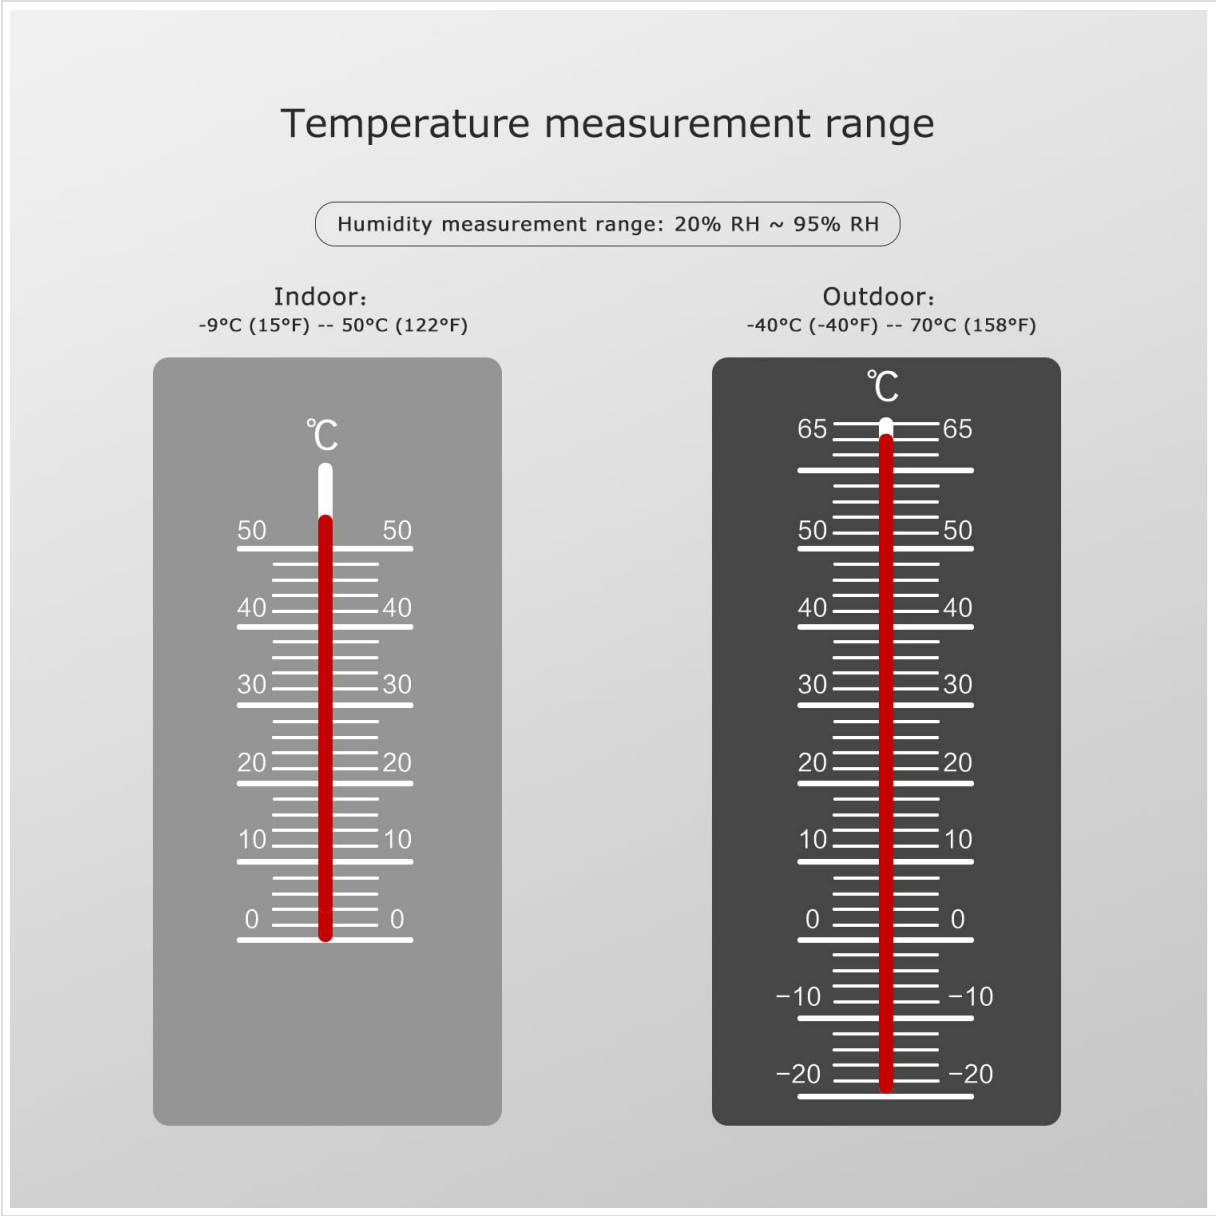 Temperature measurement range
Humidity measurement range: 20% RH ~ 95% RH
Indoor：
-9°C (15°F) -- 50°C (122°F)
℃
50 50
40 40
30 30
20 20
10 10
0 0
Outdoor：
-40°C (-40°F) -- 70°C (158°F)
℃
65 65
50 50
40 40
30 30
20 20
10 10
0 0
−10 −10
−20 −20